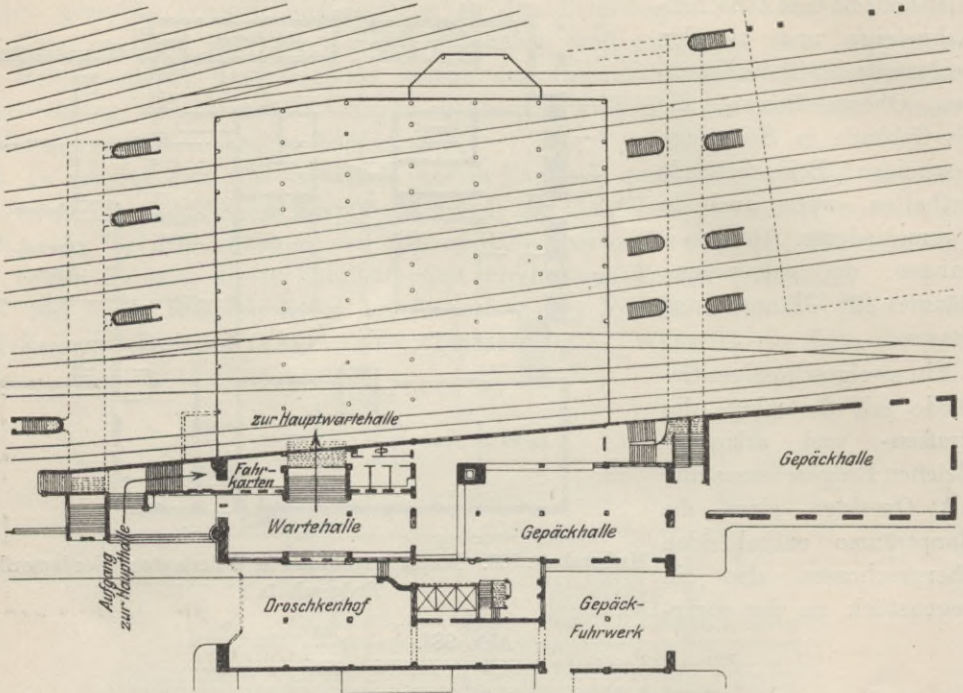 zur Hauptwartehalle
Fahr-
karten
Wartehalle
Gepäckhalle
Gepäckhalle
Aufgang
zur Haupthalle
Droschkenhof
Gepäck-
Fuhrwerk